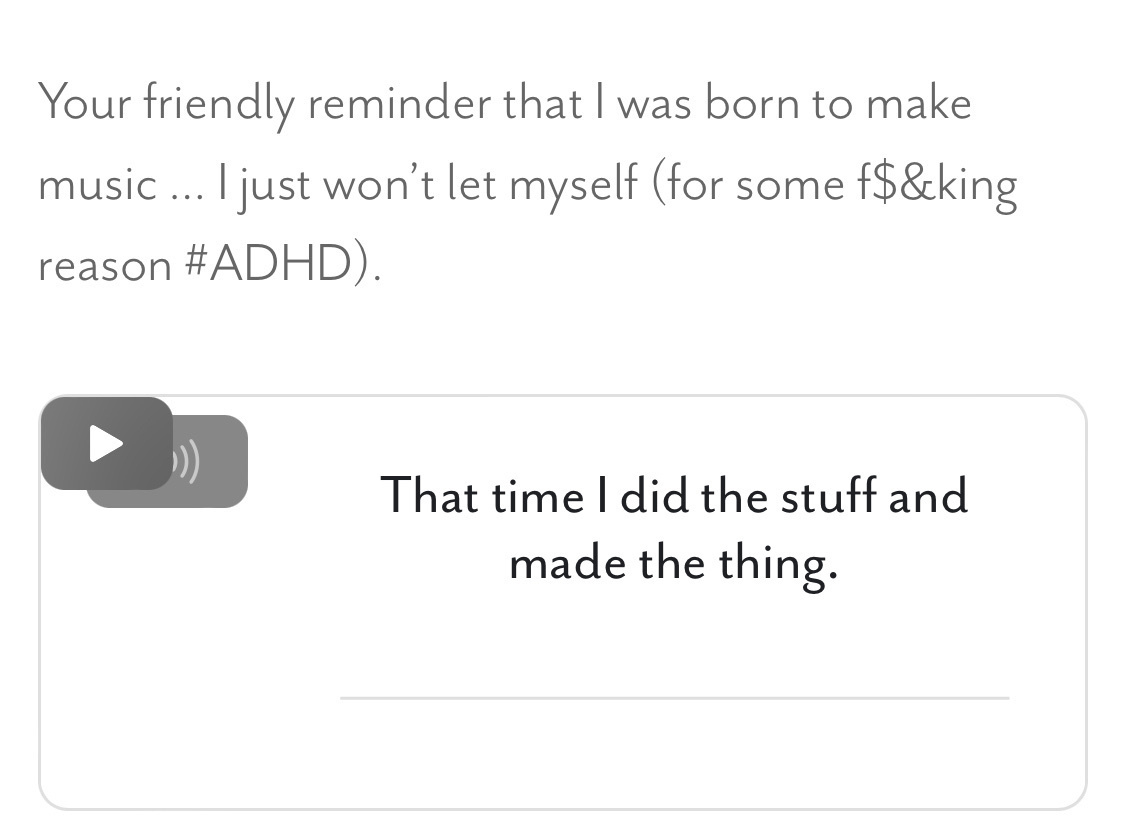 Your friendly reminder that I was born to make
music ... I just won’t let myself (for some f$&king
reason #ADHD).
That time I did the stuff and
made the thing.